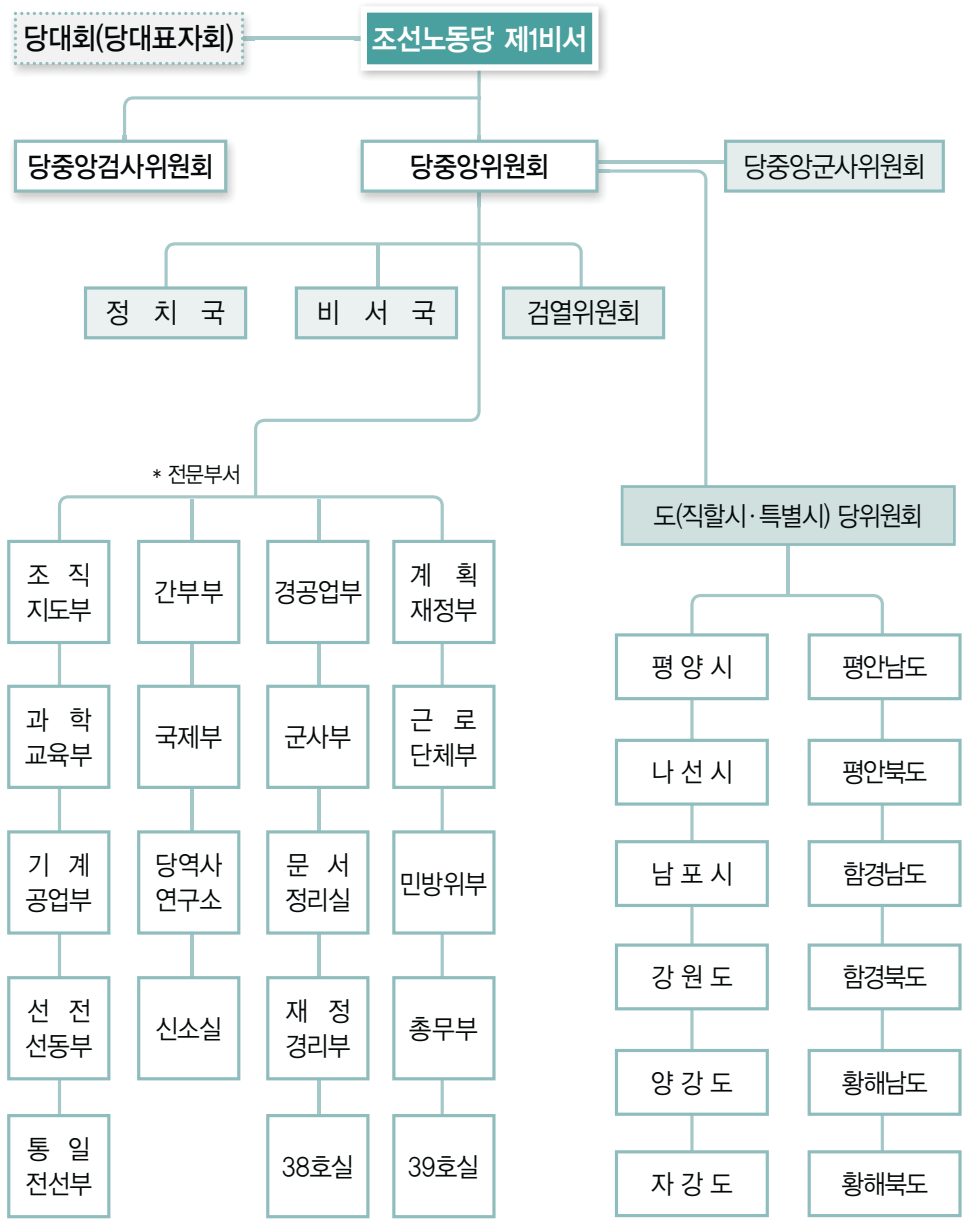 당대회(당대표자회)
조선노동당 제1비서
당중앙검사위원회
당중앙위원회
당중앙군사위원회
정 치 국
비 서 국
검열위원회
* 전문부서
도(직할시·특별시) 당위원회
조 직
지도부
간부부
경공업부
계 획
재정부
과 학
교육부
국제부
군사부
근 로
단체부
기 계
공업부
당역사
연구소
문 서
정리실
민방위부
선 전
선동부
신소실
재 정
경리부
총무부
통 일
전선부
38호실
39호실
평 양 시
평안남도
나 선 시
평안북도
남 포 시
함경남도
강 원 도
함경북도
양 강 도
황해남도
자 강 도
황해북도